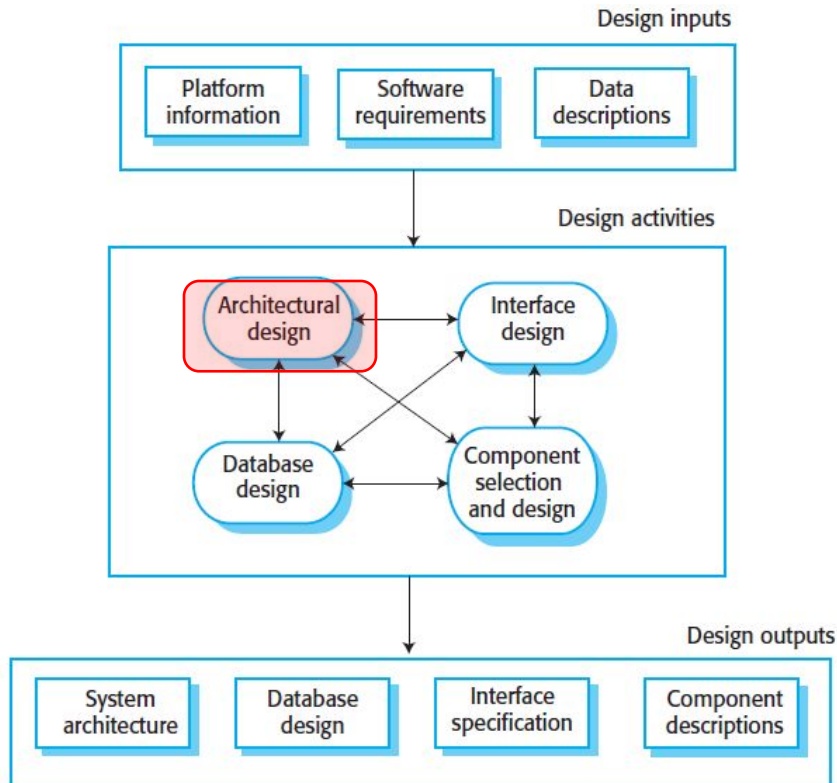 Design inputs
Platform
information
Software
requirements
Data
descriptions
Design activities
Architectural
design
Interface
design
Database
design
Component
selection
and design
Design outputs
System
architecture
Database
design
Interface
specification
Component
descriptions